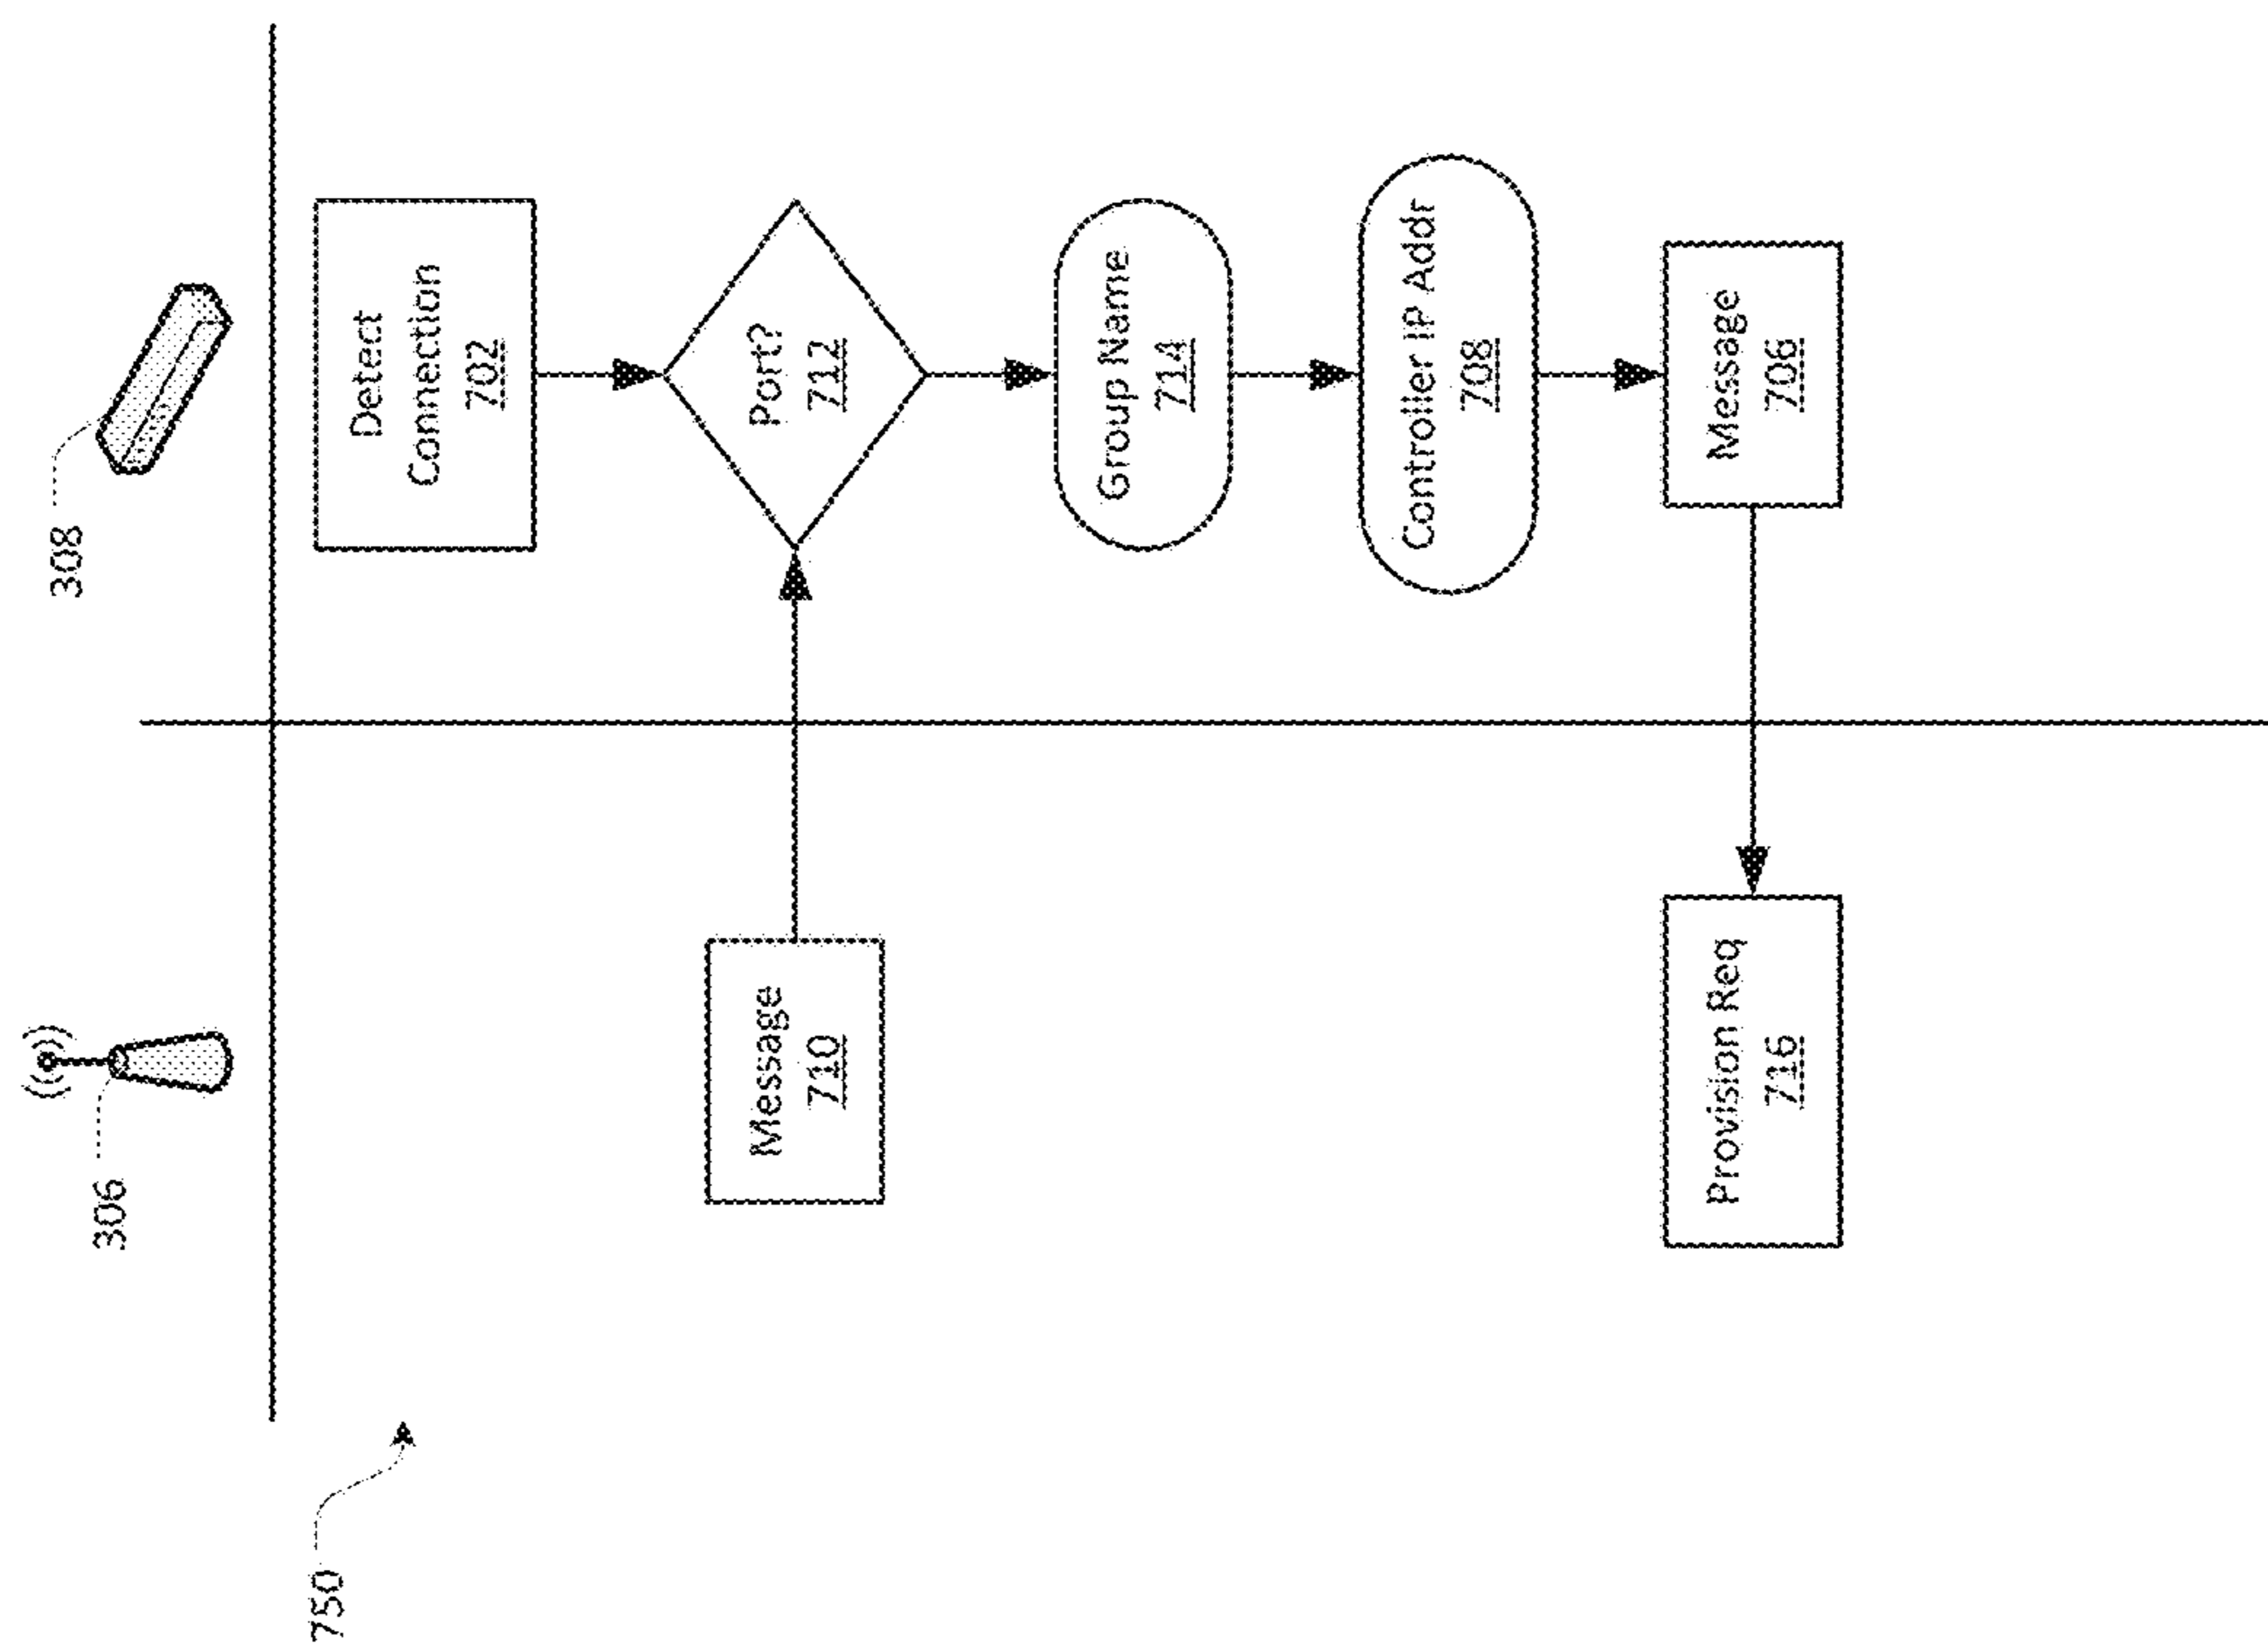 306
308
750
Detect
Connection
702
Message
710
Port?
712
Group Name
714
Controller IP Addr
708
Provision Req
716
Message
706